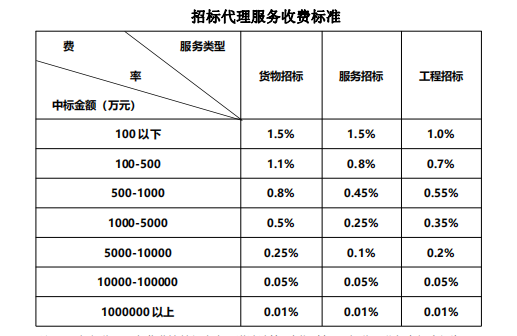 招标代理服务收费标准
费 服务类型
率
中标金额（万元） 货物招标 服务招标 工程招标
100 以下 1.5% 1.5% 1.0%
100-500 1.1% 0.8% 0.7%
500-1000 0.8% 0.45% 0.55%
1000-5000 0.5% 0.25% 0.35%
5000-10000 0.25% 0.1% 0.2%
10000-100000 0.05% 0.05% 0.05%
1000000 以上 0.01% 0.01% 0.01%